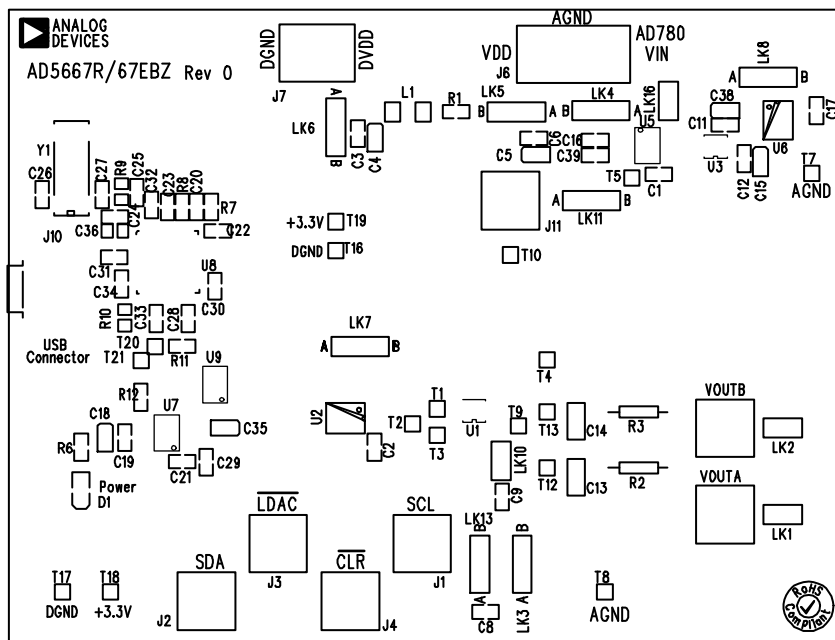 ANALOG
DEVICES
AD5667R/67EBZ Rev 0
DGND
DVDD
J7
AGND
VDD
AD780
VIN
J6
LK8
A
B
A
LK6
B
L1
R1
LK5
B
A
LK4
B
A
LK16
U5
C38
C11
U3
U6
C17
C3
C4
C6
C5
C16
C39
T5
C1
C12
C15
T7
AGND
Y1
C26
C27
R9
C25
C24
C32
C23
R8
C20
R7
J10
C36
C22
+3.3V
T19
DGND
T16
J11
A
B
LK11
T10
C31
C34
U8
C30
R10
C33
C28
USB
Connector
T20
T21
R11
U9
LK7
A
B
T4
R12
C18
U7
C35
U2
T1
T2
T3
C2
U1
T9
T13
C14
R3
VOUTB
LK2
R6
C19
C21
C29
LK10
T12
C13
R2
VOUTA
LK1
Power
D1
C9
LDAC
SCL
LK13
B
B
J3
J1
SDA
CLR
A
LK3
A
J2
J4
C8
T17
DGND
T18
+3.3V
T8
AGND
RoHS
Compliant